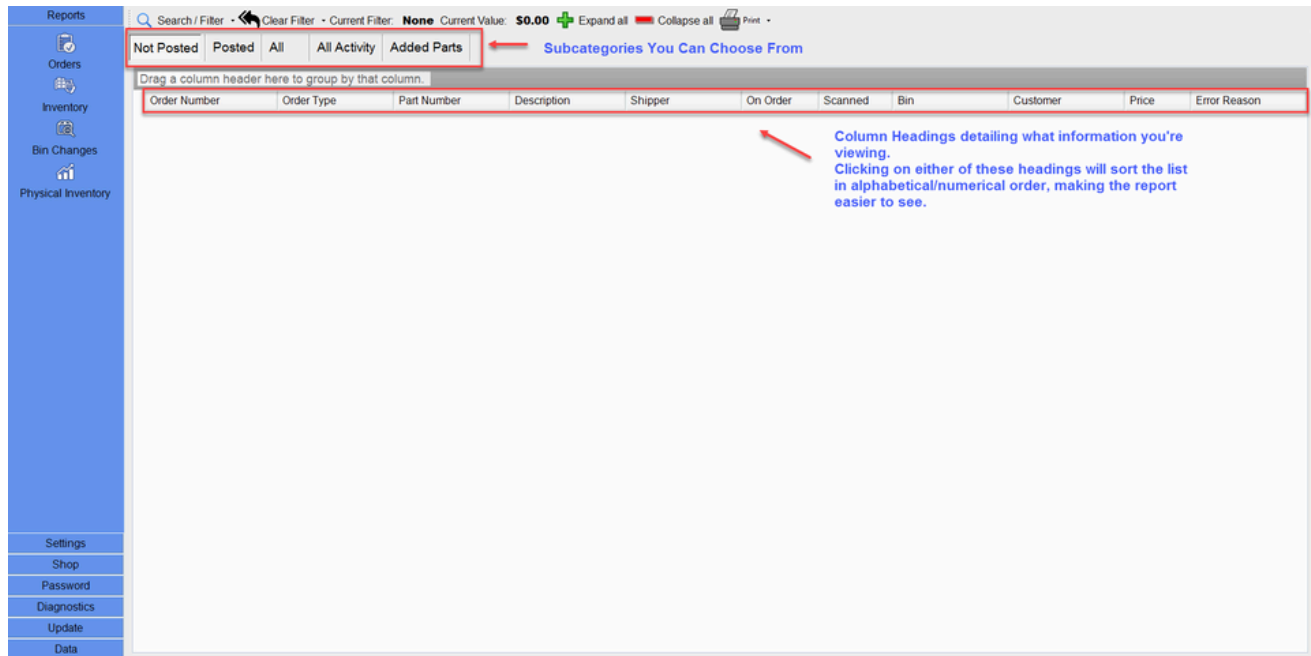 Reports
Orders
Inventory
Bin Changes
Physical Inventory
Settings
Shop
Password
Diagnostics
Update
Data
Search / Filter Clear Filter Current Filter: None Current Value: $0.00 Expand all Collapse all Print
Not Posted Posted All All Activity Added Parts
Subcategories You Can Choose From
Drag a column header here to group by that column.
Order Number Order Type Part Number Description Shipper On Order Scanned Bin Customer Price Error Reason
Column Headings detailing what information you're
viewing.
Clicking on either of these headings will sort the list
in alphabetical/numerical order, making the report
easier to see.